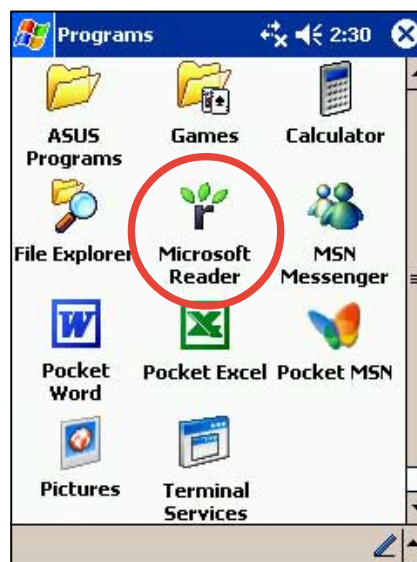 Programs 2:30
ASUS Programs
Games
Calculator
File Explorer
Microsoft Reader
MSN Messenger
Pocket Word
Pocket Excel
Pocket MSN
Pictures
Terminal Services